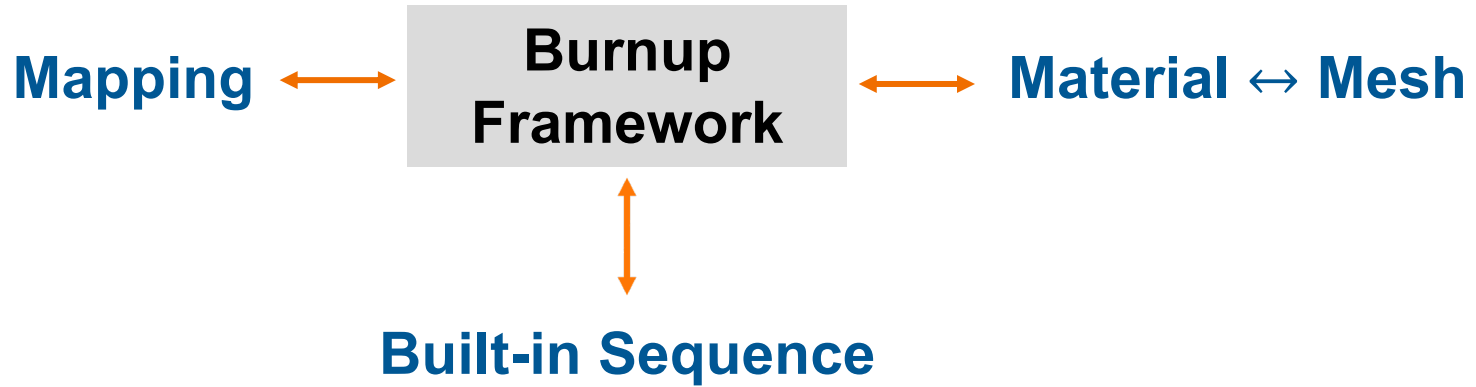 Mapping
Burnup
Framework
Material ↔ Mesh
Built-in Sequence